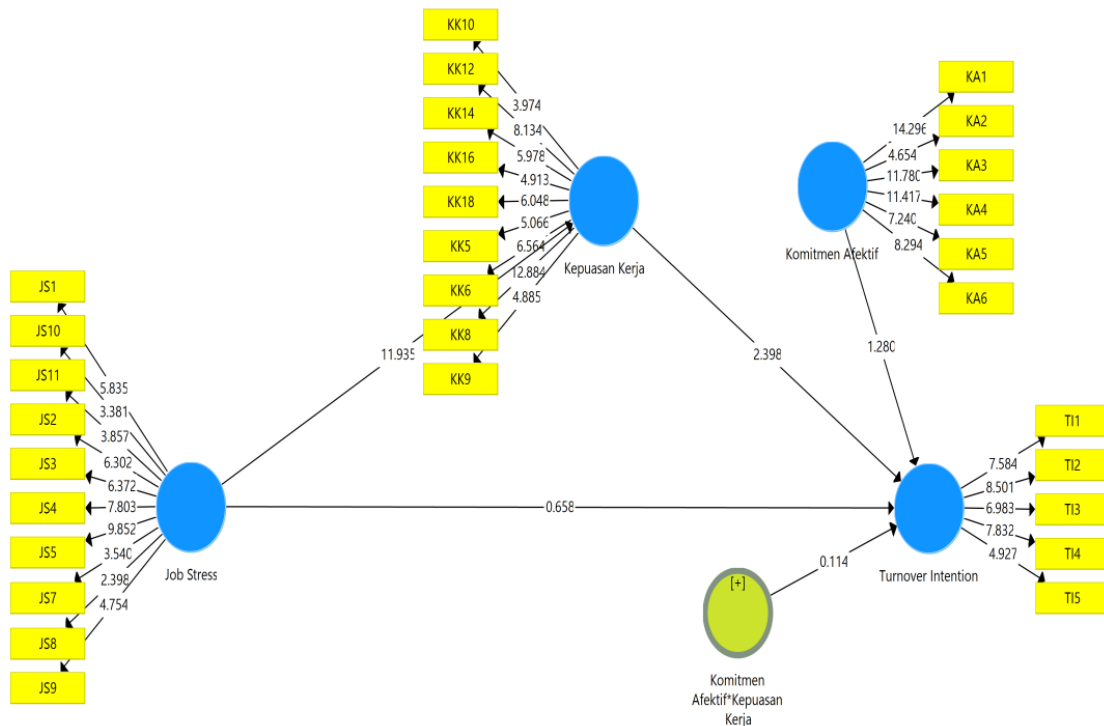 KK10
KK12
KK14
KK16
KK18
KK5
KK6
KK8
KK9
3.974
8.134
5.978
4.913
6.048
5.066
6.564
12.884
4.885
Kepuasan Kerja
KA1
KA2
KA3
KA4
KA5
KA6
14.296
4.654
11.780
11.417
7.240
8.294
Komitmen Afektif
JS1
JS10
JS11
JS2
JS3
JS4
JS5
JS7
JS8
JS9
5.835
3.381
3.857
6.302
6.372
7.803
9.852
3.540
2.398
4.754
Job Stress
11.935
2.398
1.280
0.658
0.114
TI1
TI2
TI3
TI4
TI5
7.584
8.501
6.983
7.832
4.927
Turnover Intention
[+]
Komitmen
Afektif*Kepuasan
Kerja